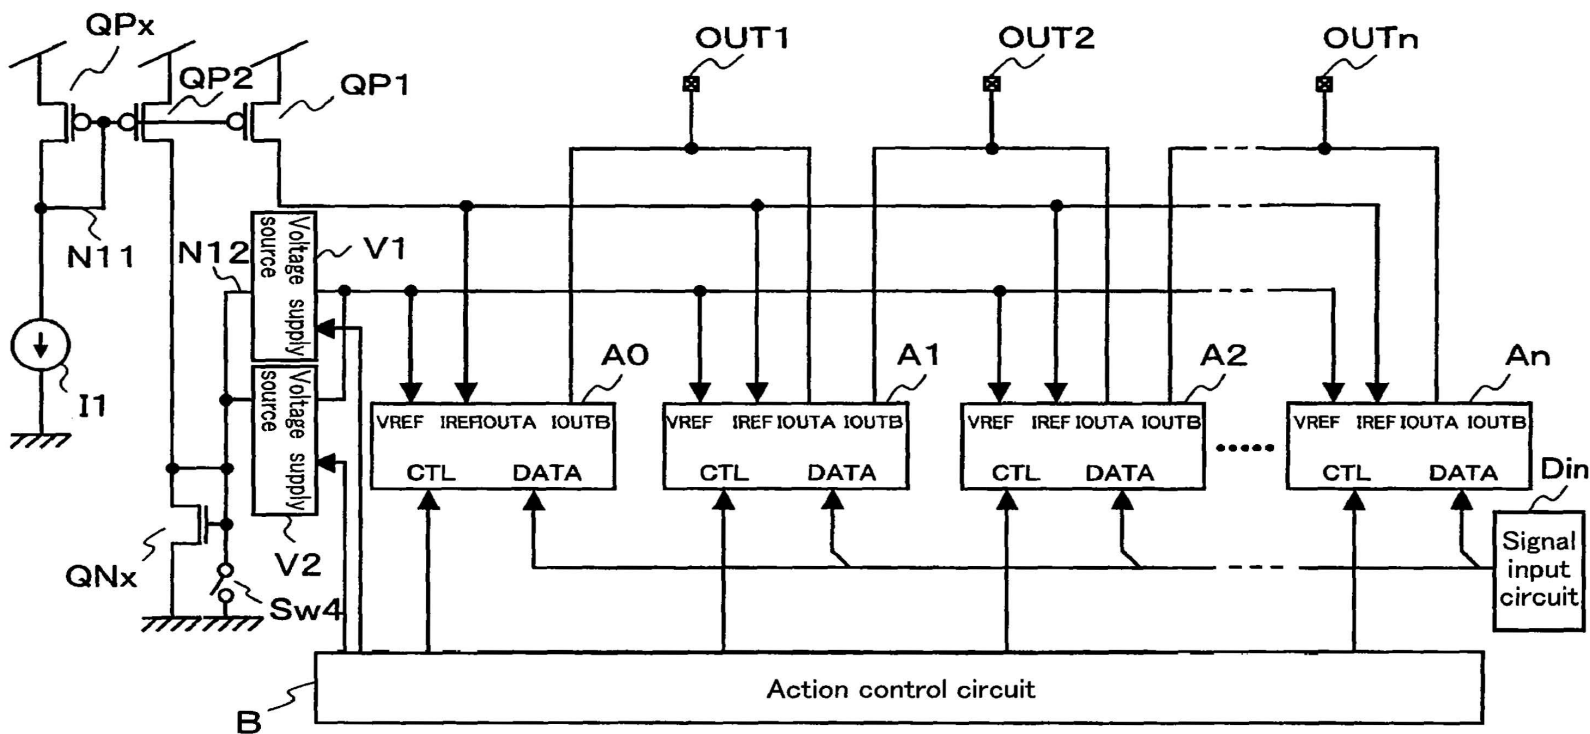 QPx
QP2
QP1
OUT1
OUT2
OUTn
N11
N12
Voltage supply
source
V1
I1
Voltage supply
source
V2
QNx
Sw4
A0
A1
A2
An
VREF IREF IOUTA IOUTB
CTL DATA
VREF IREF IOUTA IOUTB
CTL DATA
VREF IREF IOUTA IOUTB
CTL DATA
VREF IREF IOUTA IOUTB
CTL DATA
Din
Signal
input
circuit
B
Action control circuit